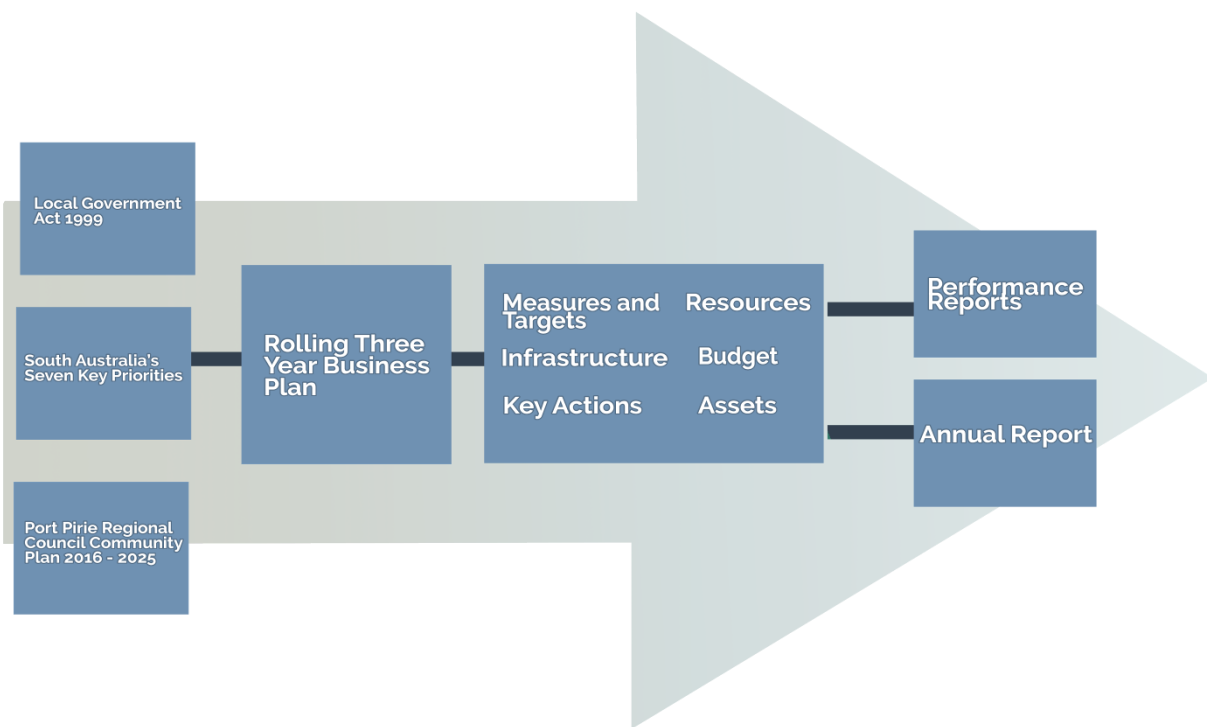 Local Government
Act 1999
South Australia's
Seven Key Priorities
Port Pirie Regional
Council Community
Plan 2016 - 2025
Rolling Three
Year Business
Plan
Measures and
Targets
Resources
Infrastructure
Budget
Key Actions
Assets
Performance
Reports
Annual Report